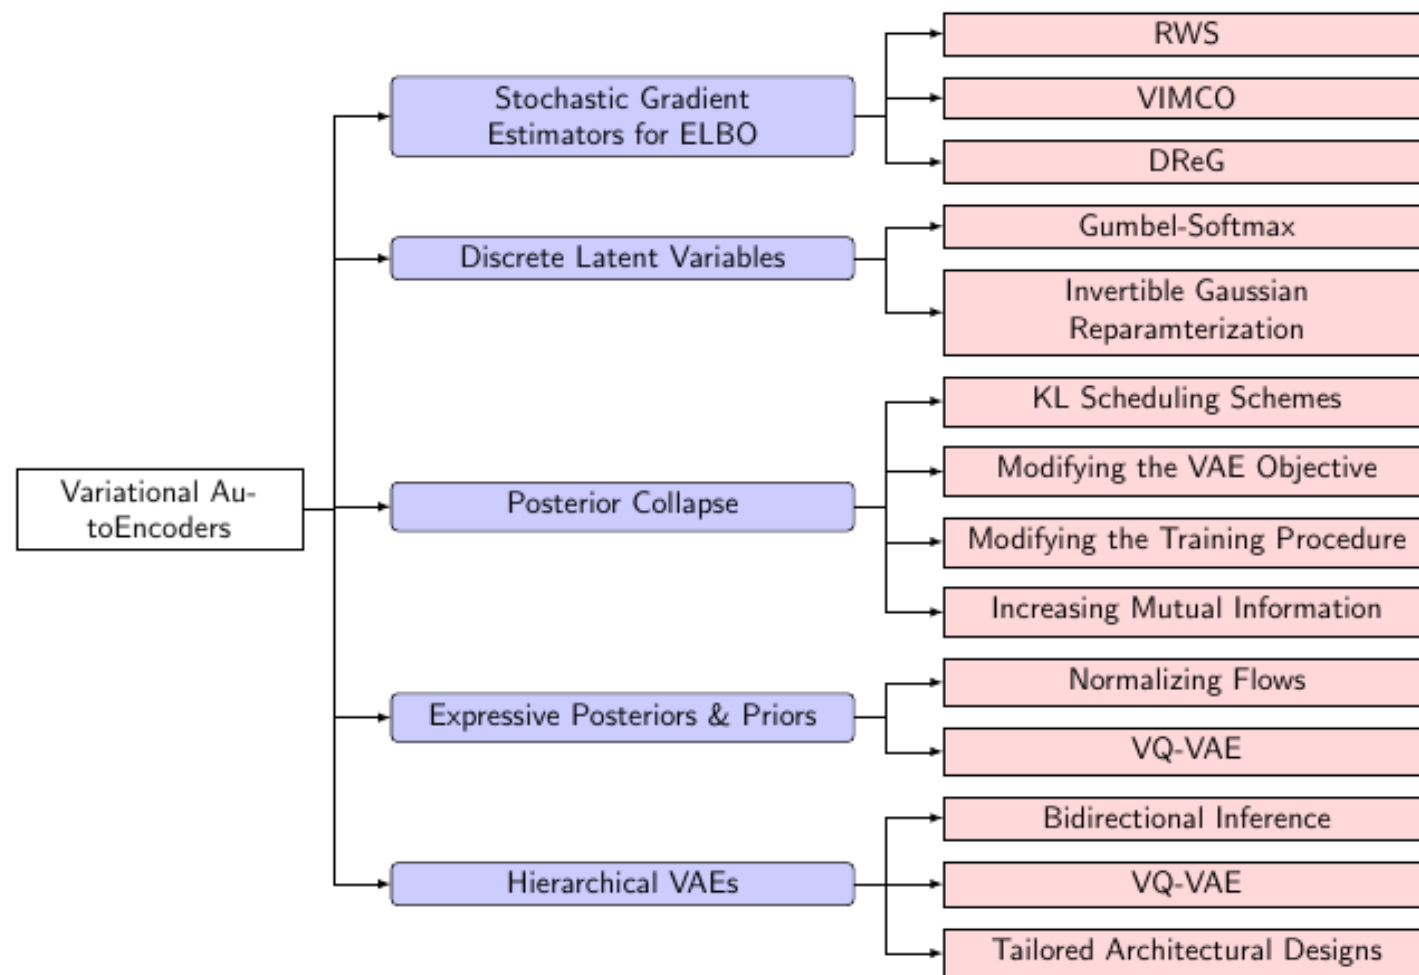 Variational Au-
toEncoders
Stochastic Gradient
Estimators for ELBO
RWS
VIMCO
DReG
Discrete Latent Variables
Gumbel-Softmax
Invertible Gaussian
Reparamterization
Posterior Collapse
KL Scheduling Schemes
Modifying the VAE Objective
Modifying the Training Procedure
Increasing Mutual Information
Expressive Posteriors & Priors
Normalizing Flows
VQ-VAE
Hierarchical VAEs
Bidirectional Inference
VQ-VAE
Tailored Architectural Designs